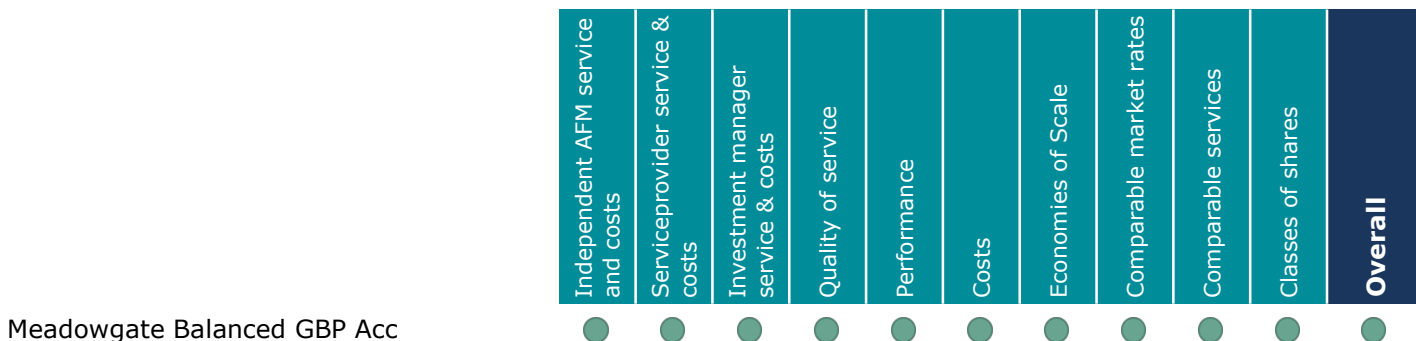 Independent AFM service
and costs
Serviceprovider service &
costs
Investment manager
service & costs
Quality of service
Performance
Costs
Economies of Scale
Comparable market rates
Comparable services
Classes of shares
Overall
Meadowgate Balanced GBP Acc